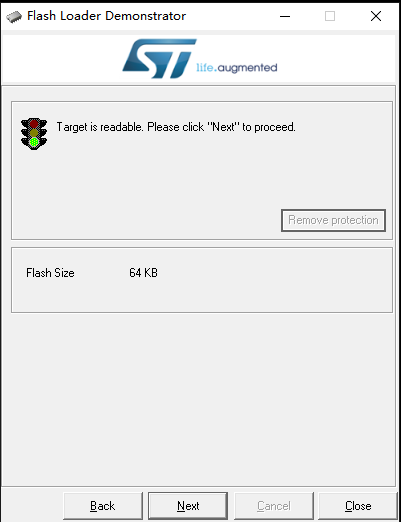 Flash Loader Demonstrator
ST life.augmented
Target is readable. Please click "Next" to proceed.
Remove protection
Flash Size 64 KB
Back Next Cancel Close